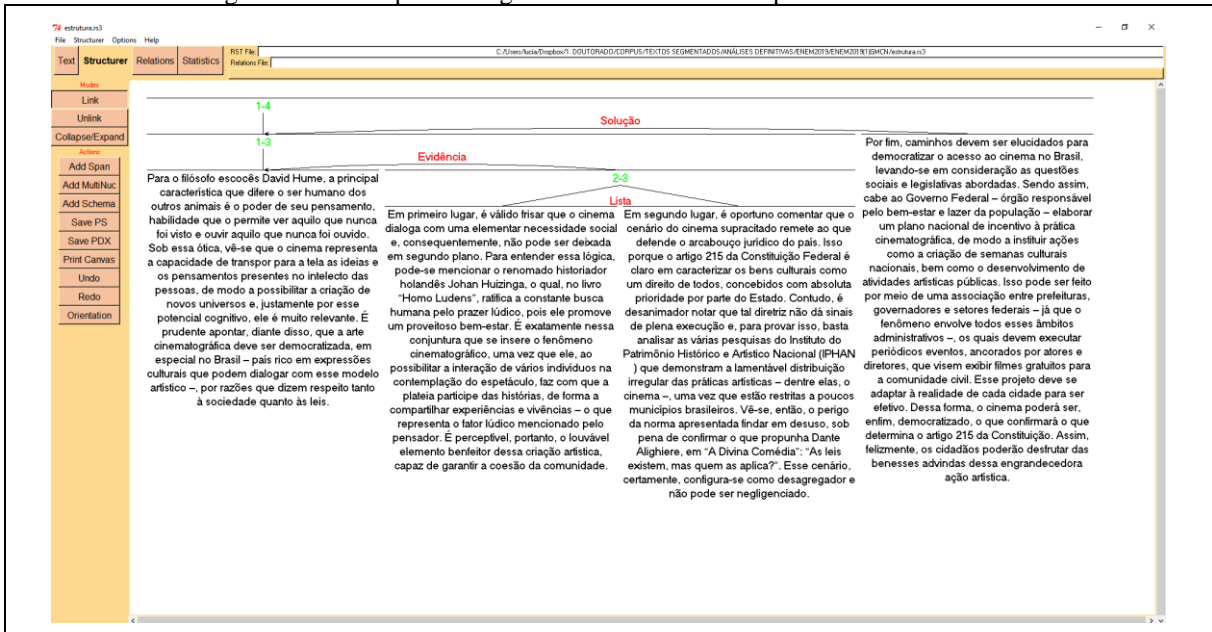 estrutura.rs3
File Structurer Options Help
Text Structurer Relations Statistics
RST File: C:/Users/lucia/Dropbox/1. DOUTORADO/CORPUS/TEXTOS SEGMENTADOS/ANÁLISES DEFINITIVAS/ENEM2019/ENEM2019(1)GMCN/estrutura.rs3
Relations File:
Modes
Link
Unlink
Collapse/Expand
Actions
Add Span
Add MultiNuc
Add Schema
Save PS
Save PDX
Print Canvas
Undo
Redo
Orientation
1-4
Solução
1-3
Evidência
2-3
Lista
Para o filósofo escocês David Hume, a principal
característica que difere o ser humano dos
outros animais é o poder de seu pensamento,
habilidade que o permite ver aquilo que nunca
foi visto e ouvir aquilo que nunca foi ouvido.
Sob essa ótica, vê-se que o cinema representa
a capacidade de transpor para a tela as ideias e
os pensamentos presentes no intelecto das
pessoas, de modo a possibilitar a criação de
novos universos e, justamente por esse
potencial cognitivo, ele é muito relevante. É
prudente apontar, diante disso, que a arte
cinematográfica deve ser democratizada, em
especial no Brasil – país rico em expressões
culturais que podem dialogar com esse modelo
artístico –, por razões que dizem respeito tanto
à sociedade quanto às leis.
Em primeiro lugar, é válido frisar que o cinema
dialoga com uma elementar necessidade social
e, consequentemente, não pode ser deixada
em segundo plano. Para entender essa lógica,
pode-se mencionar o renomado historiador
holandês Johan Huizinga, o qual, no livro
"Homo Ludens", ratifica a constante busca
humana pelo prazer lúdico, pois ele promove
um proveitoso bem-estar. É exatamente nessa
conjuntura que se insere o fenômeno
cinematográfico, uma vez que ele, ao
possibilitar a interação de vários indivíduos na
contemplação do espetáculo, faz com que a
plateia participe das histórias, de forma a
compartilhar experiências e vivências – o que
representa o fator lúdico mencionado pelo
pensador. É perceptível, portanto, o louvável
elemento benfeitor dessa criação artística,
capaz de garantir a coesão da comunidade.
Em segundo lugar, é oportuno comentar que o
cenário do cinema supracitado remete ao que
defende o arcabouço jurídico do país. Isso
porque o artigo 215 da Constituição Federal é
claro em caracterizar os bens culturais como
um direito de todos, concebidos com absoluta
prioridade por parte do Estado. Contudo, é
desanimador notar que tal diretriz não dá sinais
de plena execução e, para provar isso, basta
analisar as várias pesquisas do Instituto do
Patrimônio Histórico e Artístico Nacional (IPHAN
) que demonstram a lamentável distribuição
irregular das práticas artísticas – dentre elas, o
cinema –, uma vez que estão restritas a poucos
municípios brasileiros. Vê-se, então, o perigo
da norma apresentada findar em desuso, sob
pena de confirmar o que propunha Dante
Alighiere, em "A Divina Comédia": "As leis
existem, mas quem as aplica?". Esse cenário,
certamente, configura-se como desagregador e
não pode ser negligenciado.
Por fim, caminhos devem ser elucidados para
democratizar o acesso ao cinema no Brasil,
levando-se em consideração as questões
sociais e legislativas abordadas. Sendo assim,
cabe ao Governo Federal – órgão responsável
pelo bem-estar e lazer da população – elaborar
um plano nacional de incentivo à prática
cinematográfica, de modo a instituir ações
como a criação de semanas culturais
nacionais, bem como o desenvolvimento de
atividades artísticas públicas. Isso pode ser feito
por meio de uma associação entre prefeituras,
governadores e setores federais – já que o
fenômeno envolve todos esses âmbitos
administrativos –, os quais devem executar
periódicos eventos, ancorados por atores e
diretores, que visem exibir filmes gratuitos para
a comunidade civil. Esse projeto deve se
adaptar à realidade de cada cidade para ser
efetivo. Dessa forma, o cinema poderá ser,
enfim, democratizado, o que confirmará o que
determina o artigo 215 da Constituição. Assim,
felizmente, os cidadãos poderão desfrutar das
benesses advindas dessa engrandecedora
ação artística.